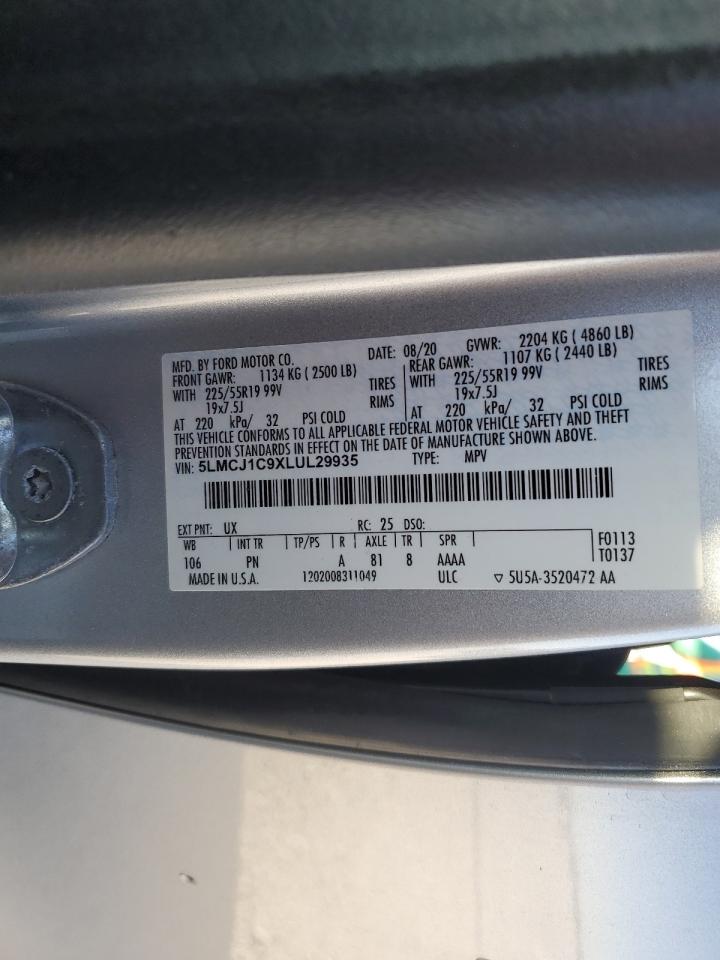 MFD. BY FORD MOTOR CO. DATE: 08/20 GVWR: 2204 KG ( 4860 LB)
FRONT GAWR: 1134 KG ( 2500 LB) REAR GAWR: 1107 KG ( 2440 LB)
WITH 225/55R19 99V TIRES WITH 225/55R19 99V TIRES
19x7.5J RIMS 19x7.5J RIMS
AT 220 kPa/ 32 PSI COLD AT 220 kPa/ 32 PSI COLD
THIS VEHICLE CONFORMS TO ALL APPLICABLE FEDERAL MOTOR VEHICLE SAFETY AND THEFT
PREVENTION STANDARDS IN EFFECT ON THE DATE OF MANUFACTURE SHOWN ABOVE.
VIN: 5LMCJ1C9XLUL29935 TYPE: MPV
EXT PNT: UX RC: 25 DSO:
WB INT TR TP/PS R AXLE TR SPR F0113
106 PN A 81 8 AAAA T0137
MADE IN U.S.A. 1202008311049 ULC ▽ 5U5A-3520472 AA